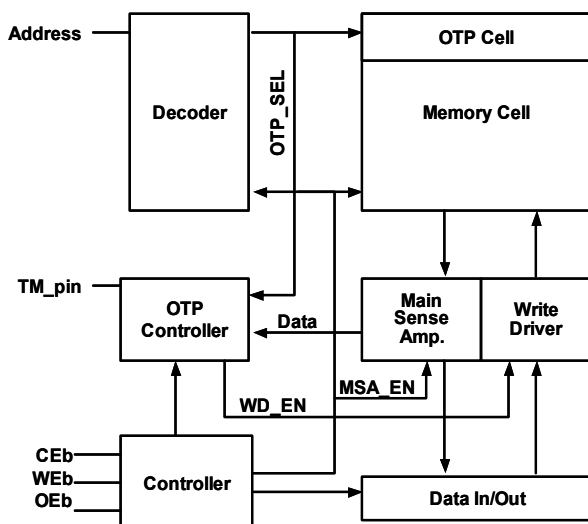 Address
Decoder
OTP_SEL
OTP Cell
Memory Cell
TM_pin
OTP
Controller
Data
Main
Sense
Amp.
Write
Driver
MSA_EN
WD_EN
CEb
WEb
OEb
Controller
Data In/Out